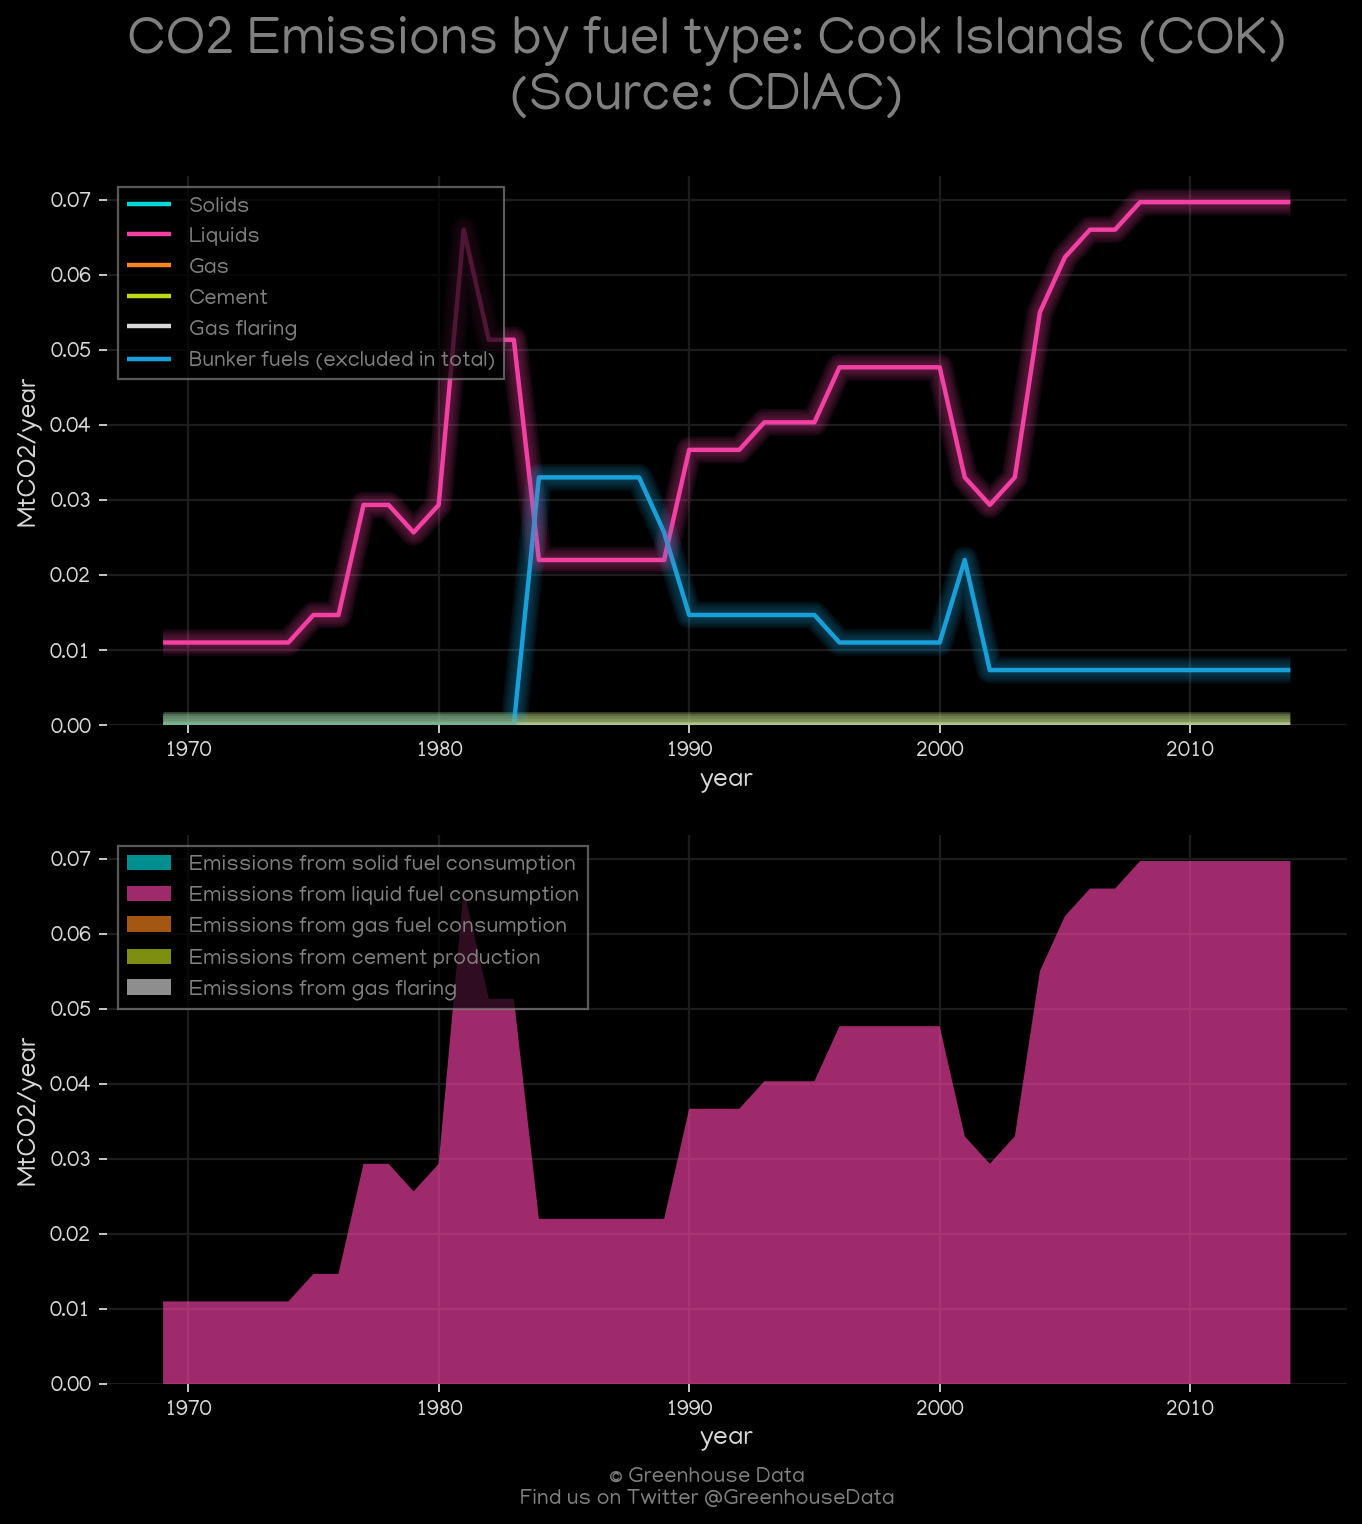 CO2 Emissions by fuel type: Cook Islands (COK)
(Source: CDIAC)
0.07
0.06
0.05
0.04
0.03
0.02
0.01
0.00
MtCO2/year
Solids
Liquids
Gas
Cement
Gas flaring
Bunker fuels (excluded in total)
1970 1980 1990 2000 2010
year
0.07
0.06
0.05
0.04
0.03
0.02
0.01
0.00
MtCO2/year
Emissions from solid fuel consumption
Emissions from liquid fuel consumption
Emissions from gas fuel consumption
Emissions from cement production
Emissions from gas flaring
1970 1980 1990 2000 2010
year
© Greenhouse Data
Find us on Twitter @GreenhouseData